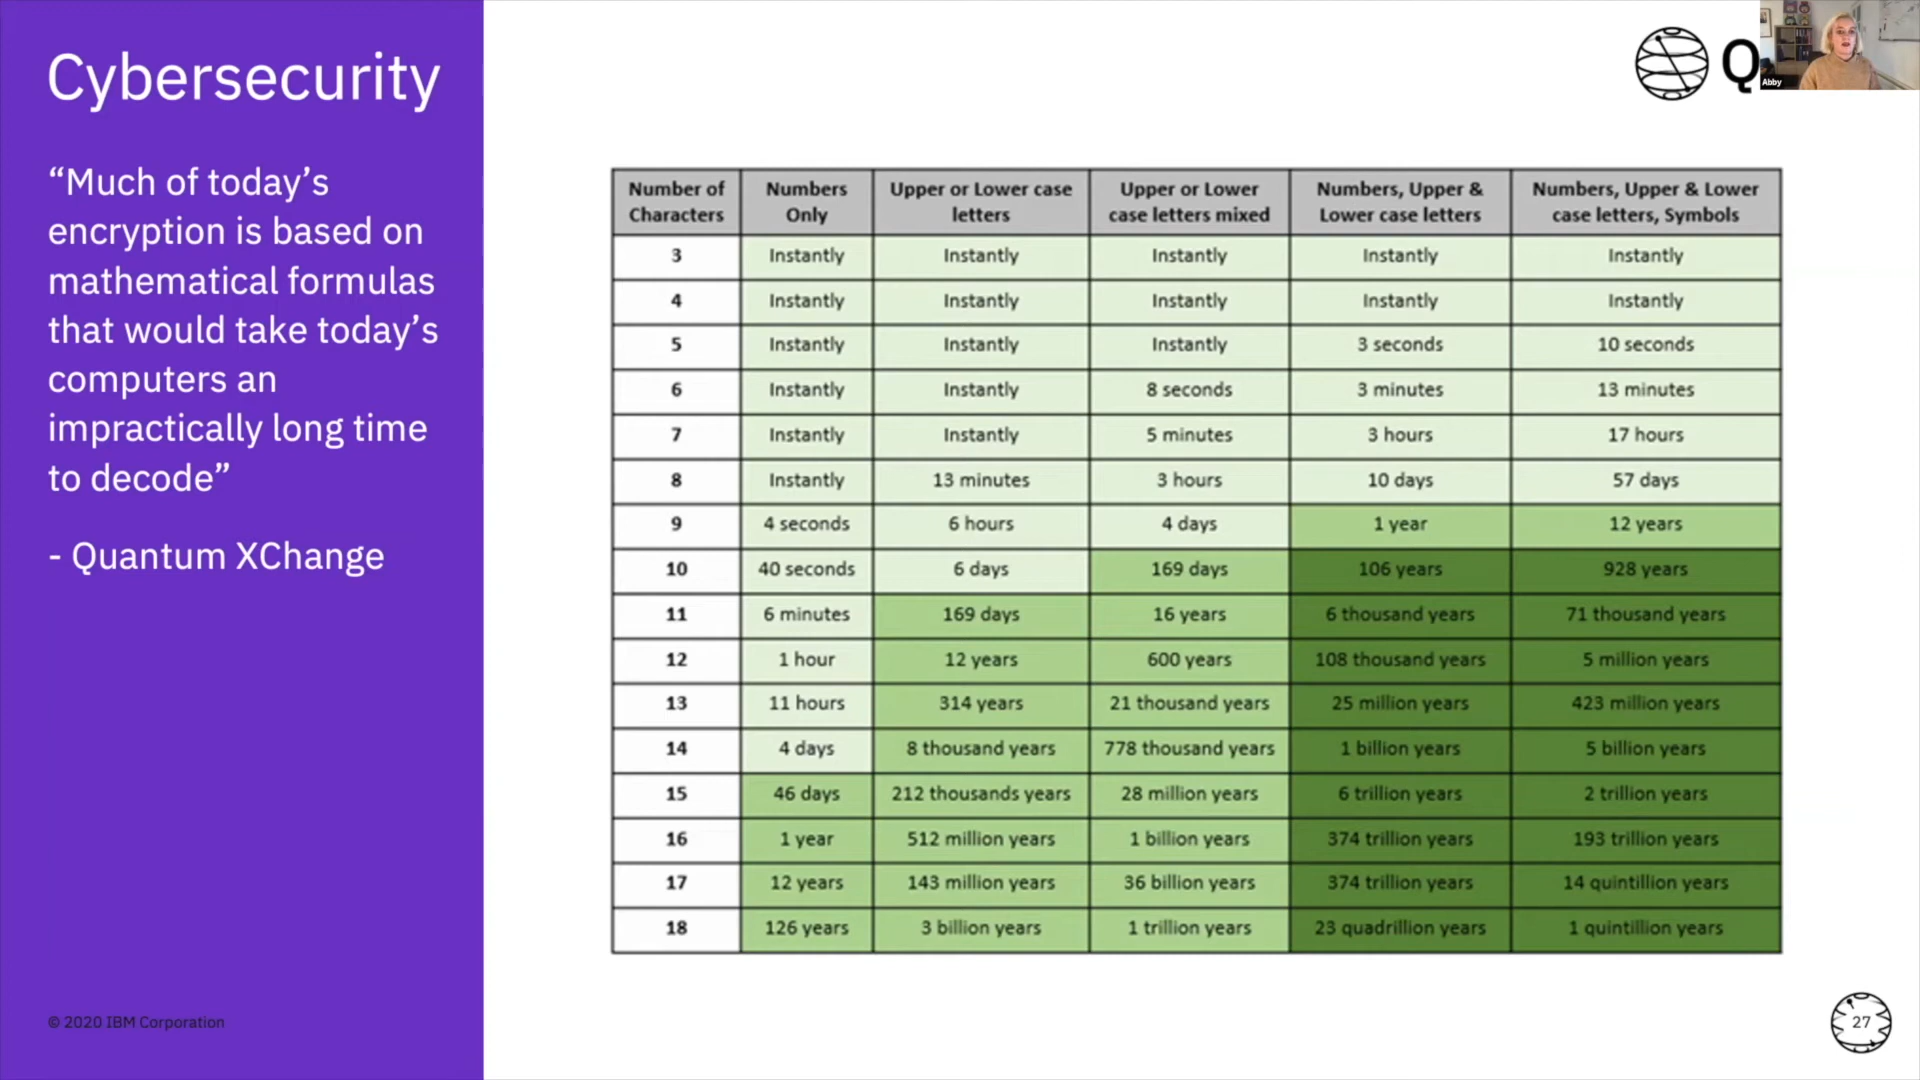 Cybersecurity
“Much of today’s
encryption is based on
mathematical formulas
that would take today’s
computers an
impractically long time
to decode”
- Quantum XChange
© 2020 IBM Corporation
Q
Abby
Number of Characters | Numbers Only | Upper or Lower case letters | Upper or Lower case letters mixed | Numbers, Upper & Lower case letters | Numbers, Upper & Lower case letters, Symbols
3 | Instantly | Instantly | Instantly | Instantly | Instantly
4 | Instantly | Instantly | Instantly | Instantly | Instantly
5 | Instantly | Instantly | Instantly | 3 seconds | 10 seconds
6 | Instantly | Instantly | 8 seconds | 3 minutes | 13 minutes
7 | Instantly | Instantly | 5 minutes | 3 hours | 17 hours
8 | Instantly | 13 minutes | 3 hours | 10 days | 57 days
9 | 4 seconds | 6 hours | 4 days | 1 year | 12 years
10 | 40 seconds | 6 days | 169 days | 106 years | 928 years
11 | 6 minutes | 169 days | 16 years | 6 thousand years | 71 thousand years
12 | 1 hour | 12 years | 600 years | 108 thousand years | 5 million years
13 | 11 hours | 314 years | 21 thousand years | 25 million years | 423 million years
14 | 4 days | 8 thousand years | 778 thousand years | 1 billion years | 5 billion years
15 | 46 days | 212 thousands years | 28 million years | 6 trillion years | 2 trillion years
16 | 1 year | 512 million years | 1 billion years | 374 trillion years | 193 trillion years
17 | 12 years | 143 million years | 36 billion years | 374 trillion years | 14 quintillion years
18 | 126 years | 3 billion years | 1 trillion years | 23 quadrillion years | 1 quintillion years
27